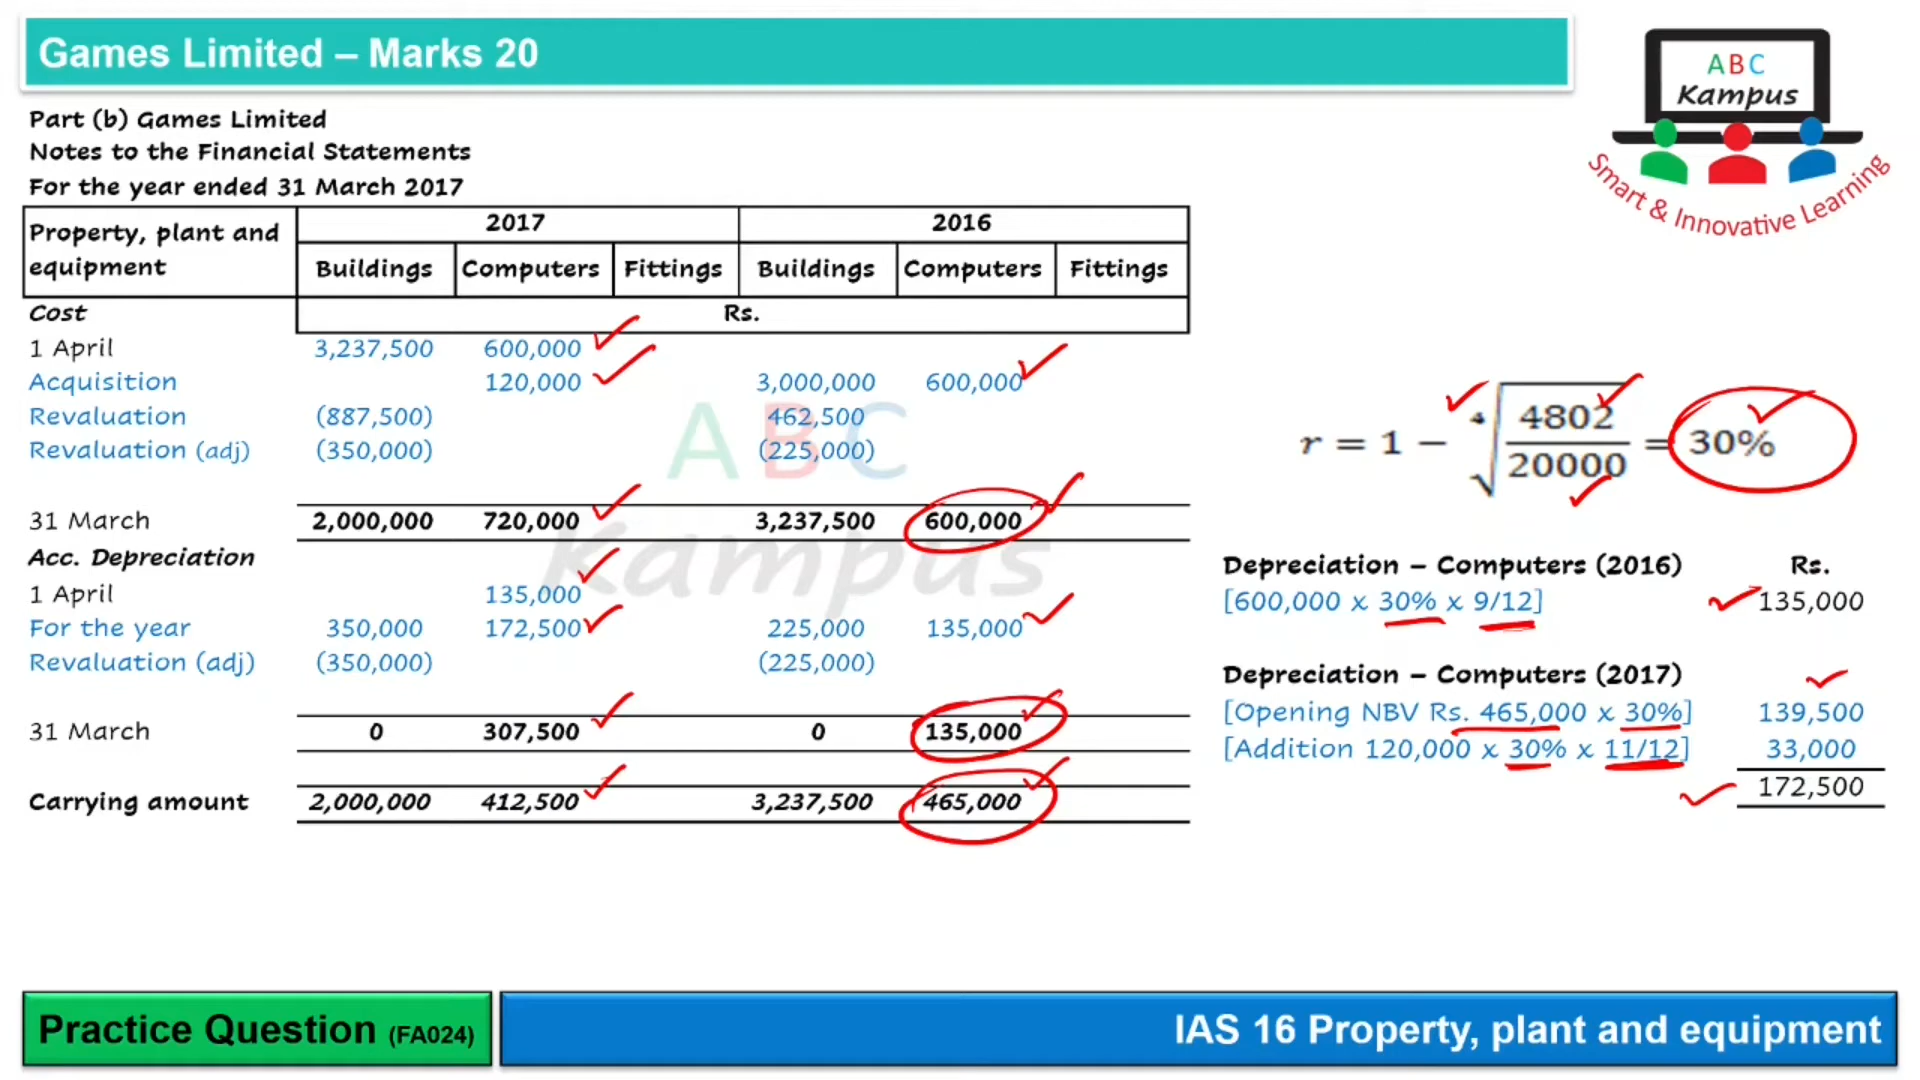 Games Limited – Marks 20
ABC
Kampus
Smart & Innovative Learning
Part (b) Games Limited
Notes to the Financial Statements
For the year ended 31 March 2017
Property, plant and equipment 2017 2016
Buildings Computers Fittings Buildings Computers Fittings
Cost Rs.
1 April 3,237,500 600,000
Acquisition 120,000 3,000,000 600,000
Revaluation (887,500) 462,500
Revaluation (adj) (350,000) (225,000)
31 March 2,000,000 720,000 3,237,500 600,000
Acc. Depreciation
1 April 135,000
For the year 350,000 172,500 225,000 135,000
Revaluation (adj) (350,000) (225,000)
31 March 0 307,500 0 135,000
Carrying amount 2,000,000 412,500 3,237,500 465,000
ABC
Kampus
r = 1 − ⁴√(4802/20000) = 30%
Depreciation – Computers (2016) Rs.
[600,000 x 30% x 9/12] 135,000
Depreciation – Computers (2017)
[Opening NBV Rs. 465,000 x 30%] 139,500
[Addition 120,000 x 30% x 11/12] 33,000
172,500
Practice Question (FA024)
IAS 16 Property, plant and equipment